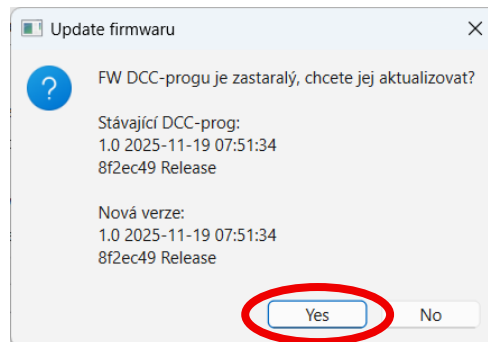 Update firmwaru
FW DCC-progu je zastaralý, chcete jej aktualizovat?
Stávající DCC-prog:
1.0 2025-11-19 07:51:34
8f2ec49 Release
Nová verze:
1.0 2025-11-19 07:51:34
8f2ec49 Release
Yes No